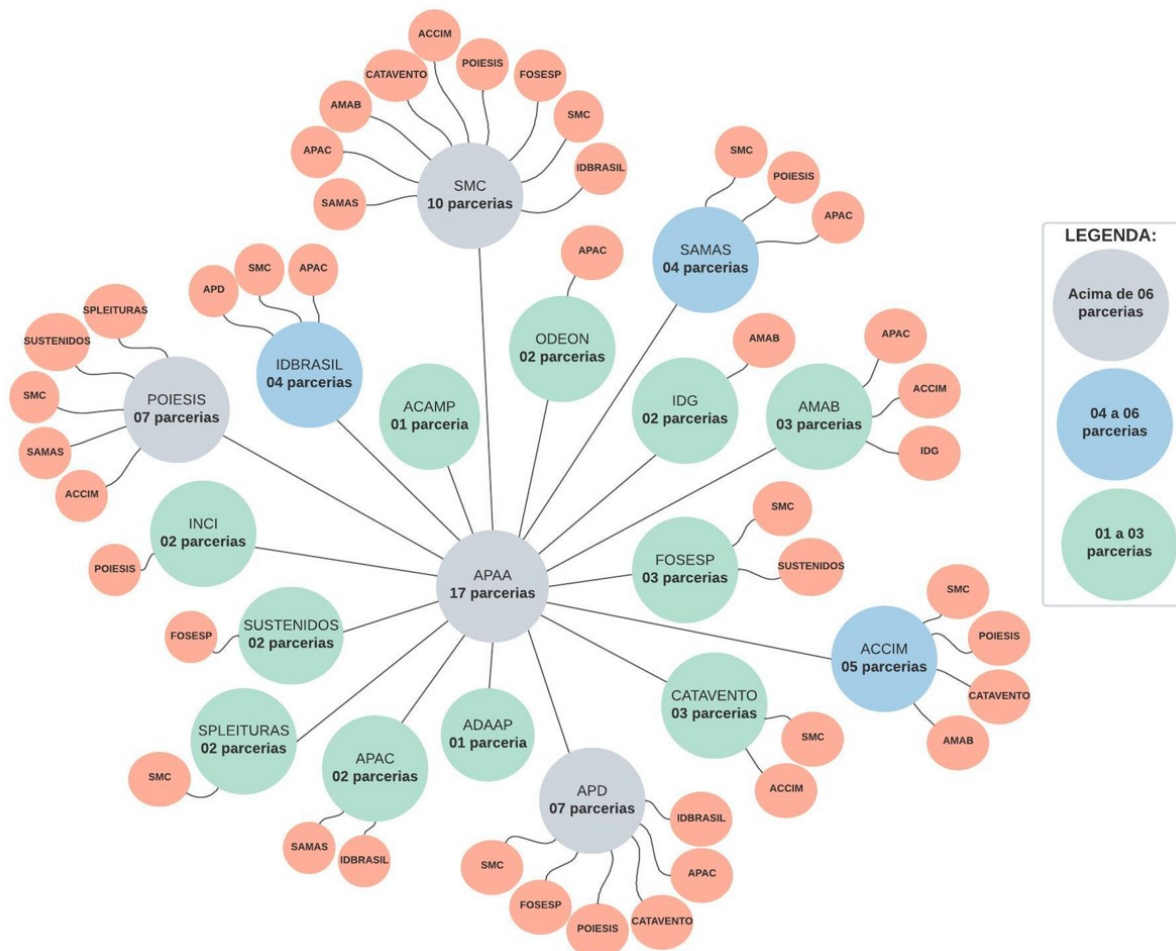 ACCIM
CATAVENTO
POIESIS
FOSESP
AMAB
SMC
APAC
IDBRASIL
SAMAS
SMC
10 parcerias
SMC
POIESIS
APAC
SAMAS
04 parcerias
APAC
ODEON
02 parcerias
APD
SMC
APAC
IDBRASIL
04 parcerias
SPLEITURAS
SUSTENIDOS
SMC
SAMAS
ACCIM
POIESIS
07 parcerias
ACAMP
01 parceria
AMAB
IDG
02 parcerias
APAC
ACCIM
IDG
AMAB
03 parcerias
INCI
02 parcerias
POIESIS
APAA
17 parcerias
SMC
SUSTENIDOS
FOSESP
03 parcerias
FOSESP
SUSTENIDOS
02 parcerias
SMC
POIESIS
CATAVENTO
AMAB
ACCIM
05 parcerias
CATAVENTO
03 parcerias
SMC
ACCIM
SPLEITURAS
02 parcerias
SMC
APAC
02 parcerias
SAMAS
IDBRASIL
ADAAP
01 parceria
APD
07 parcerias
IDBRASIL
APAC
CATAVENTO
POIESIS
FOSESP
SMC
LEGENDA:
Acima de 06
parcerias
04 a 06
parcerias
01 a 03
parcerias